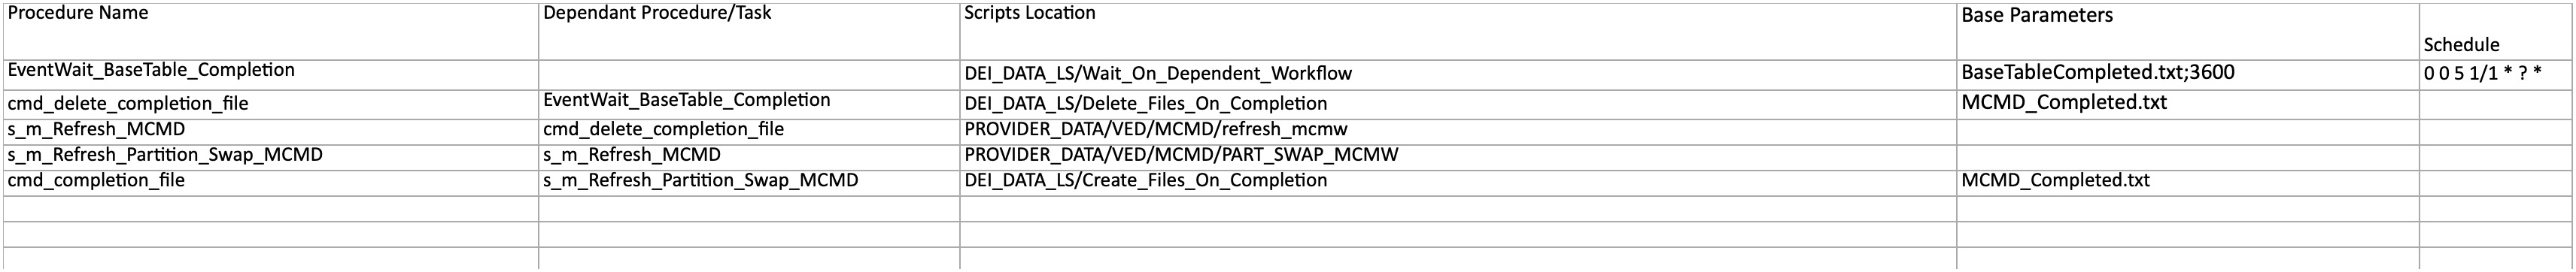 Procedure Name Dependant Procedure/Task Scripts Location Base Parameters Schedule
EventWait_BaseTable_Completion DEI_DATA_LS/Wait_On_Dependent_Workflow BaseTableCompleted.txt;3600 0 0 5 1/1 * ? *
cmd_delete_completion_file EventWait_BaseTable_Completion DEI_DATA_LS/Delete_Files_On_Completion MCMD_Completed.txt
s_m_Refresh_MCMD cmd_delete_completion_file PROVIDER_DATA/VED/MCMD/refresh_mcmw
s_m_Refresh_Partition_Swap_MCMD s_m_Refresh_MCMD PROVIDER_DATA/VED/MCMD/PART_SWAP_MCMW
cmd_completion_file s_m_Refresh_Partition_Swap_MCMD DEI_DATA_LS/Create_Files_On_Completion MCMD_Completed.txt